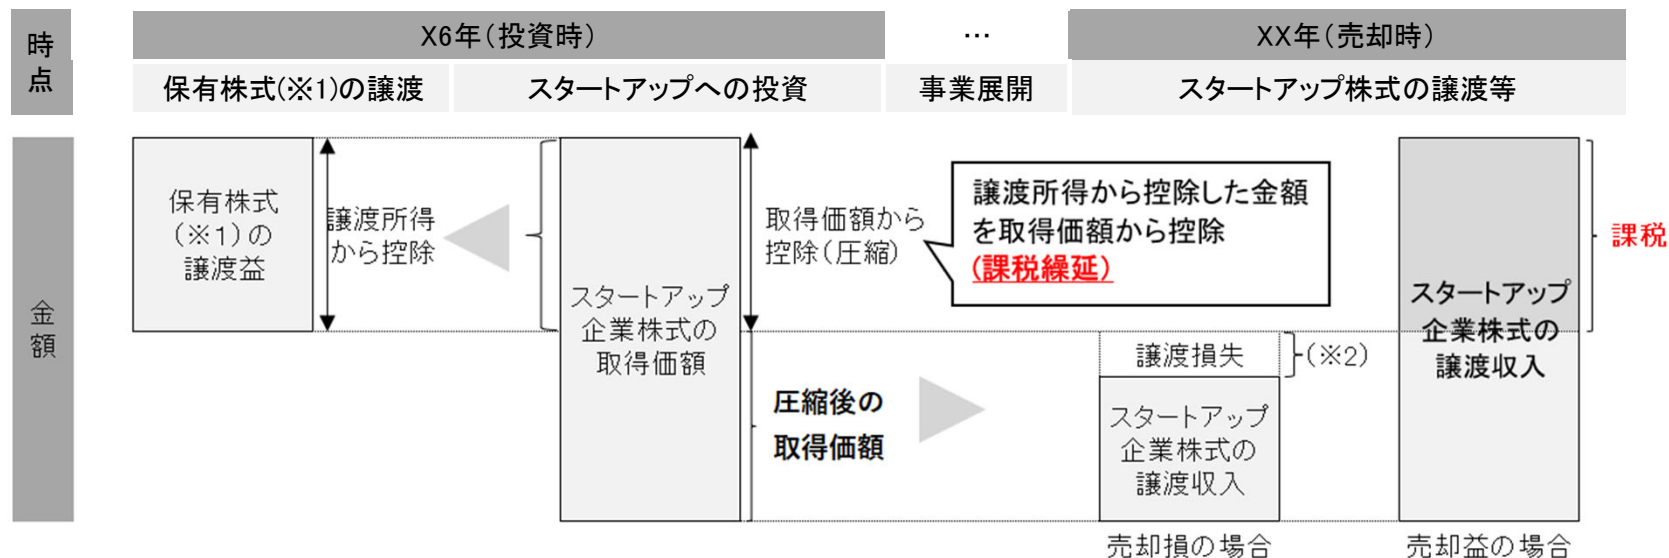 時
点
X6年（投資時）
…
XX年（売却時）
保有株式(※1)の譲渡
スタートアップへの投資
事業展開
スタートアップ株式の譲渡等
金
額
保有株式
（※1）の
譲渡益
譲渡所得
から控除
スタートアップ
企業株式の
取得価額
取得価額から
控除（圧縮）
譲渡所得から控除した金額
を取得価額から控除
(課税繰延)
圧縮後の
取得価額
譲渡損失
(※2)
スタートアップ
企業株式の
譲渡収入
売却損の場合
スタートアップ
企業株式の
譲渡収入
課税
売却益の場合